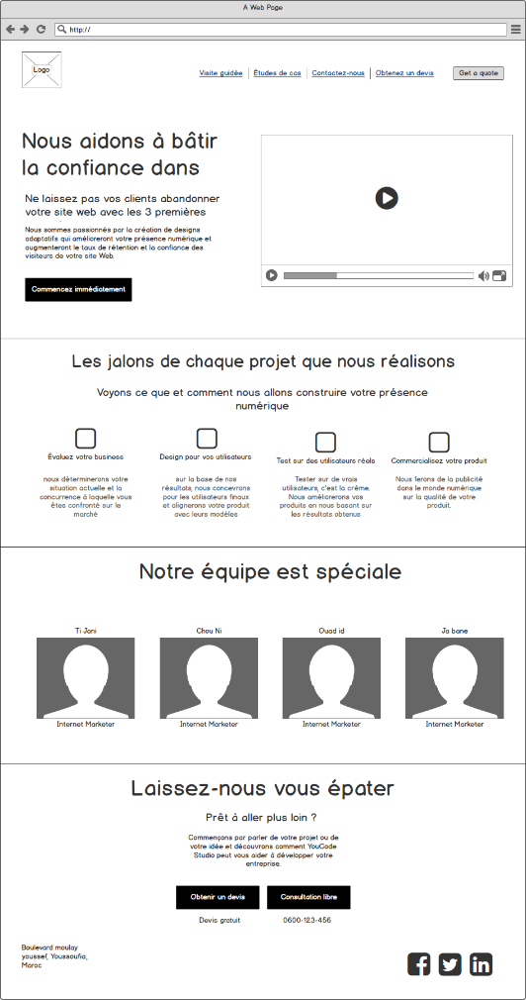 A Web Page
http://
Logo
Visite guidée
Études de cas
Contactez-nous
Obtenez un devis
Get a quote
Nous aidons à bâtir
la confiance dans
Ne laissez pas vos clients abandonner
votre site web avec les 3 premières
Nous sommes passionnés par la création de designs
adaptatifs qui amélioreront votre présence numérique et
augmenteront le taux de rétention et la confiance des
visiteurs de votre site Web.
Commencez immédiatement
Les jalons de chaque projet que nous réalisons
Voyons ce que et comment nous allons construire votre présence
numérique
Évaluez votre business
nous déterminerons votre
situation actuelle et la
concurrence à laquelle vous
êtes confronté sur le
marché
Design pour vos utilisateurs
sur la base de nos
résultats, nous concevrons
pour les utilisateurs finaux
et alignerons votre produit
avec leurs modèles
Test sur des utilisateurs réels
Tester sur de vrais
utilisateurs, c'est la crème.
Nous améliorerons vos
produits en nous basant sur
les résultats obtenus
Commercialisez votre produit
Nous ferons de la publicité
dans le monde numérique
sur la qualité de votre
produit.
Notre équipe est spéciale
Ti Jani
Chou Ni
Ouad id
Ja bane
Internet Marketer
Internet Marketer
Internet Marketer
Internet Marketer
Laissez-nous vous épater
Prêt à aller plus loin ?
Commençons par parler de votre projet ou de
votre idée et découvrons comment YouCode
Studio peut vous aider à développer votre
entreprise.
Obtenir un devis
Consultation libre
Devis gratuit
0600-123-456
Boulevard moulay
youssef, Youssoufia,
Maroc